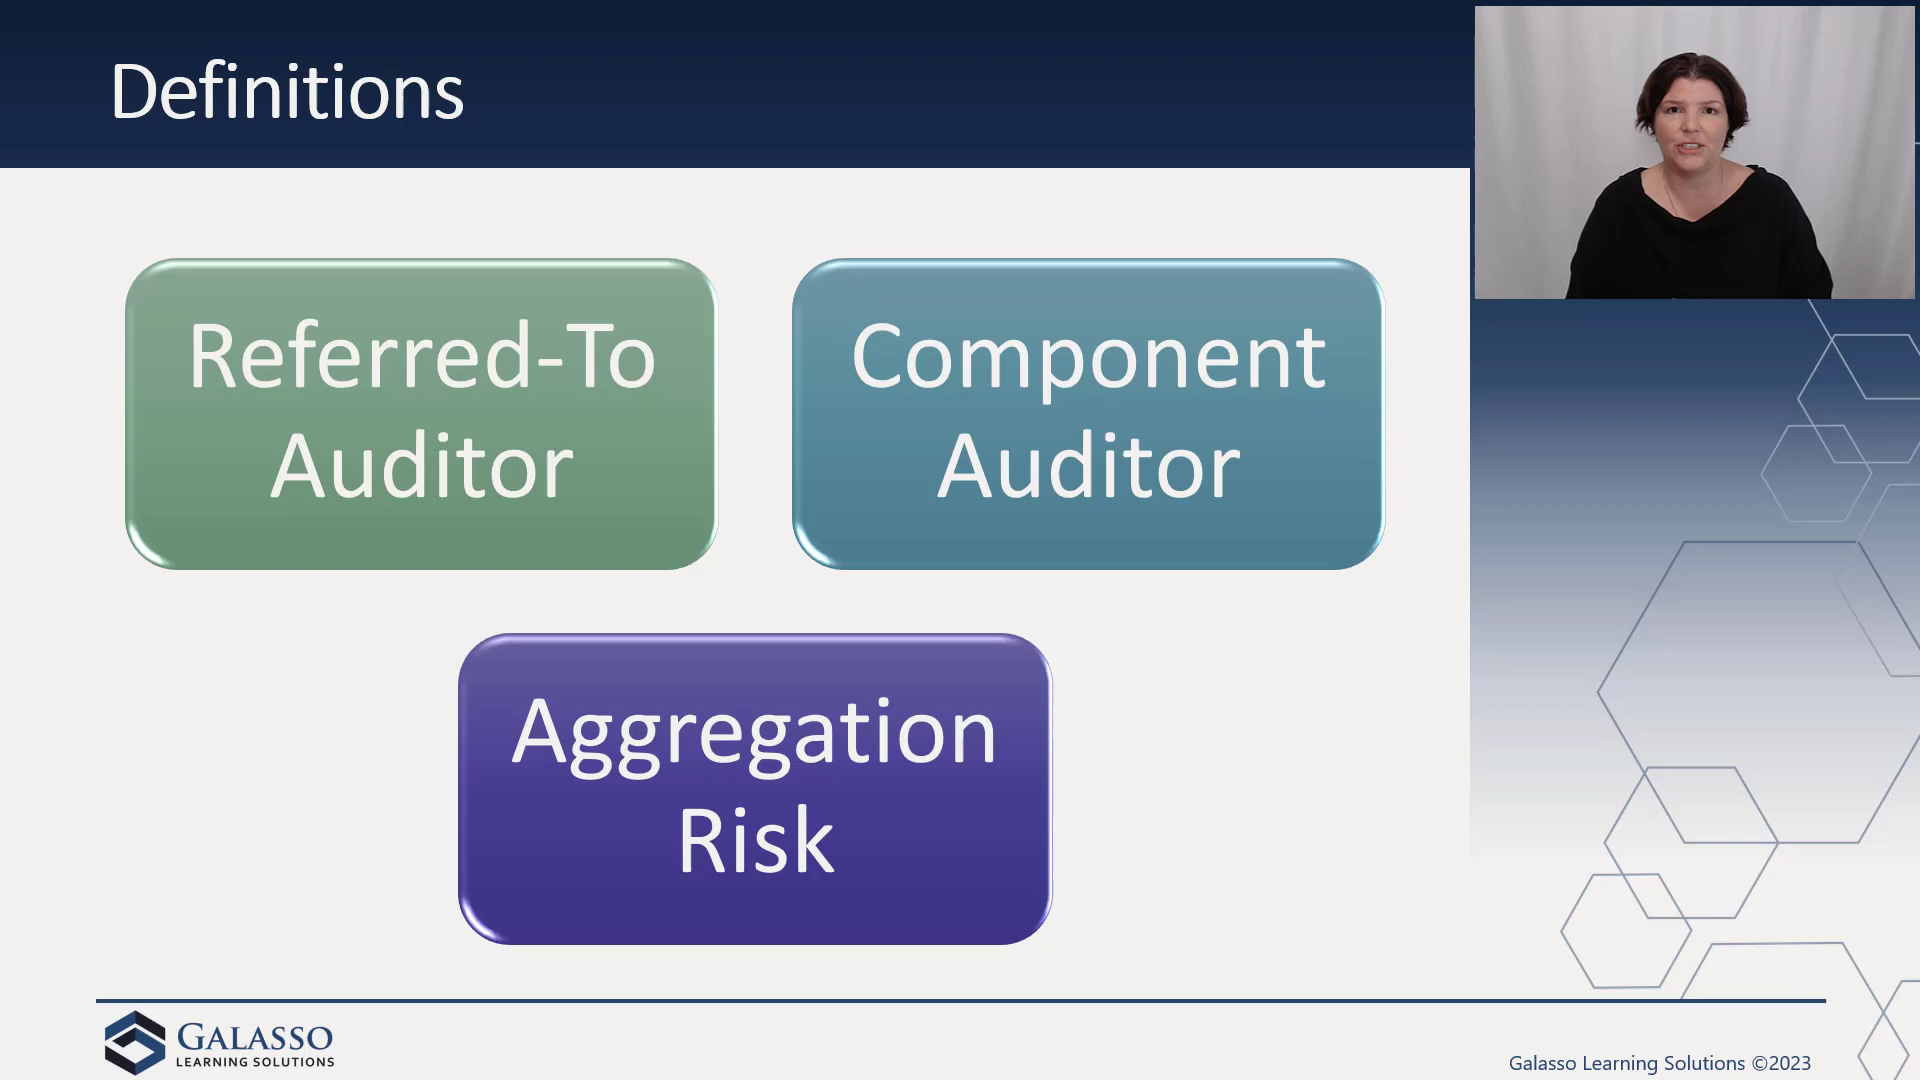 Definitions
Referred-To
Auditor
Component
Auditor
Aggregation
Risk
GALASSO
LEARNING SOLUTIONS
Galasso Learning Solutions ©2023